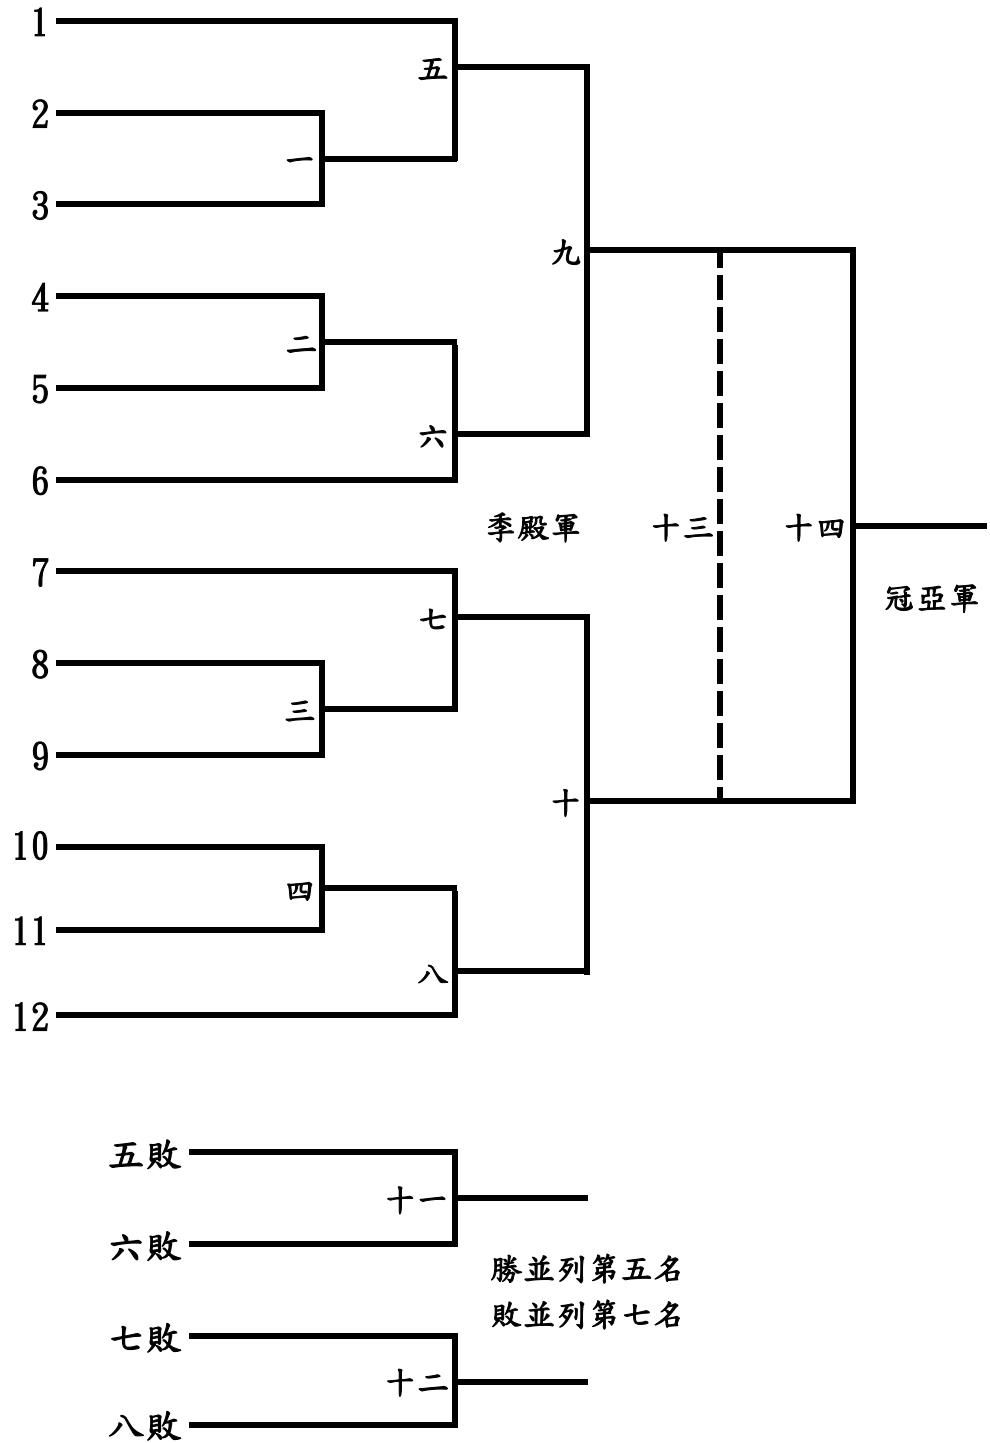 1
五
2
一
3
九
4
二
5
六
6
季殿軍
十三
十四
7
冠亞軍
七
8
三
9
十
10
四
11
八
12
五敗
十一
六敗
勝並列第五名
敗並列第七名
七敗
十二
八敗